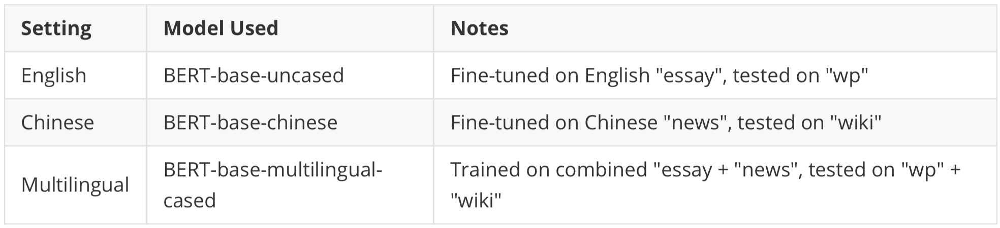 Setting Model Used Notes
English BERT-base-uncased Fine-tuned on English "essay", tested on "wp"
Chinese BERT-base-chinese Fine-tuned on Chinese "news", tested on "wiki"
Multilingual
BERT-base-multilingual-
cased
Trained on combined "essay + "news", tested on "wp" +
"wiki"